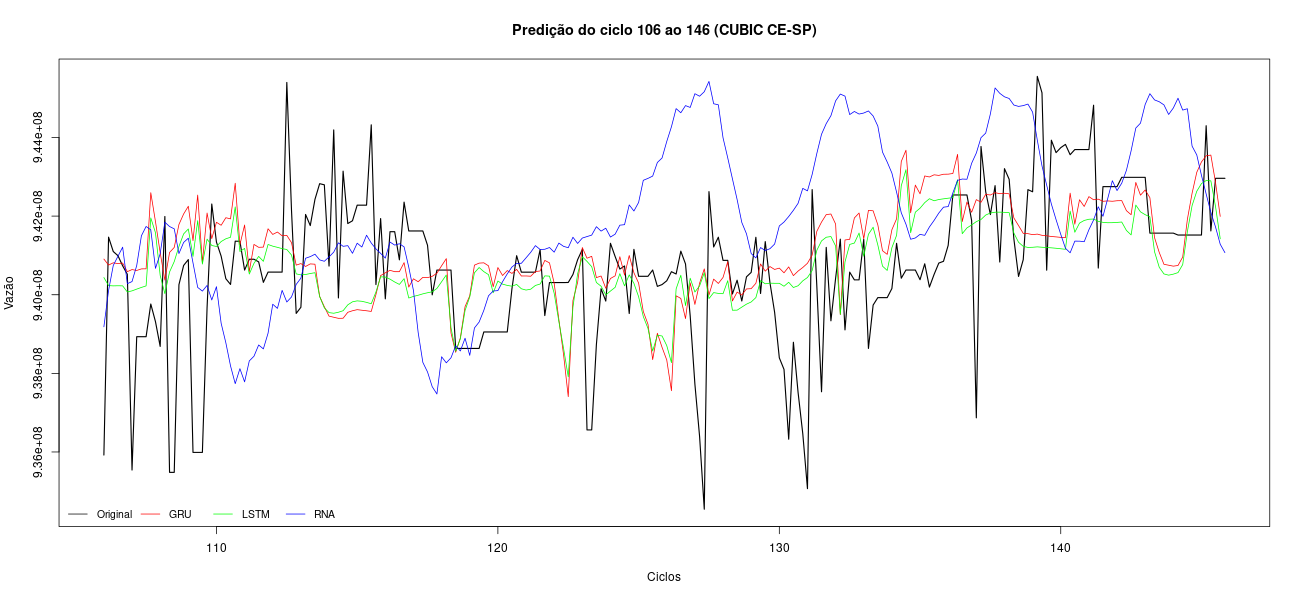 Predição do ciclo 106 ao 146 (CUBIC CE-SP)
Vazão
9.44e+08
9.42e+08
9.40e+08
9.38e+08
9.36e+08
Original GRU LSTM RNA
110 120 130 140
Ciclos